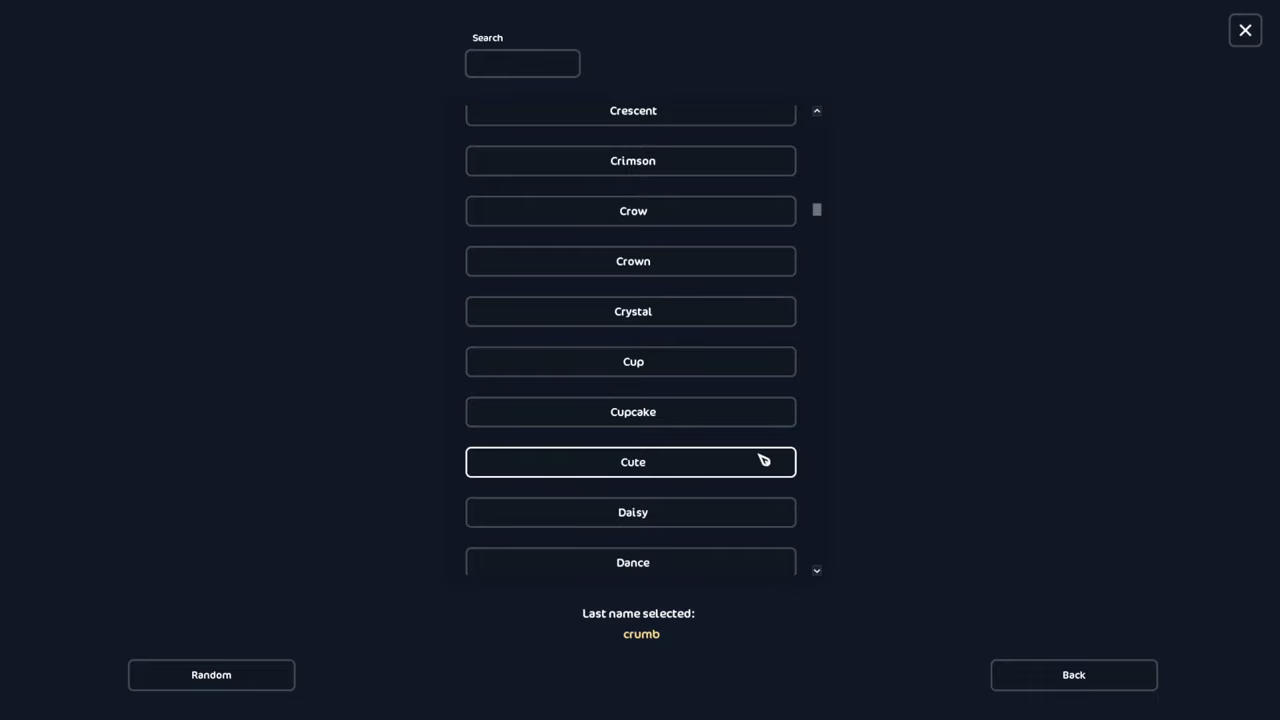 Search
Crescent
Crimson
Crow
Crown
Crystal
Cup
Cupcake
Cute
Daisy
Dance
Last name selected:
crumb
Random
Back